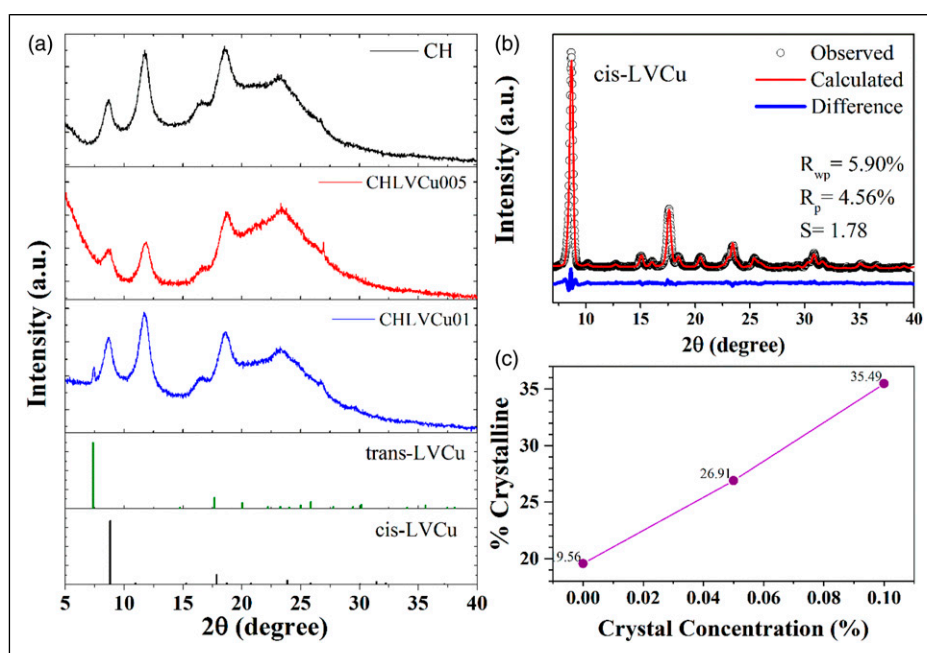 (a)
CH
CHLVCu005
CHLVCu01
trans-LVCu
cis-LVCu
Intensity (a.u.)
Intensity (a.u.)
5 10 15 20 25 30 35 40
2θ (degree)
(b)
Observed
cis-LVCu
Calculated
Difference
R_wp = 5.90%
R_p = 4.56%
S= 1.78
Intensity (a.u.)
10 15 20 25 30 35 40
2θ (degree)
(c)
35.49
26.91
9.56
% Crystalline
35
30
25
20
0.00 0.02 0.04 0.06 0.08 0.10
Crystal Concentration (%)